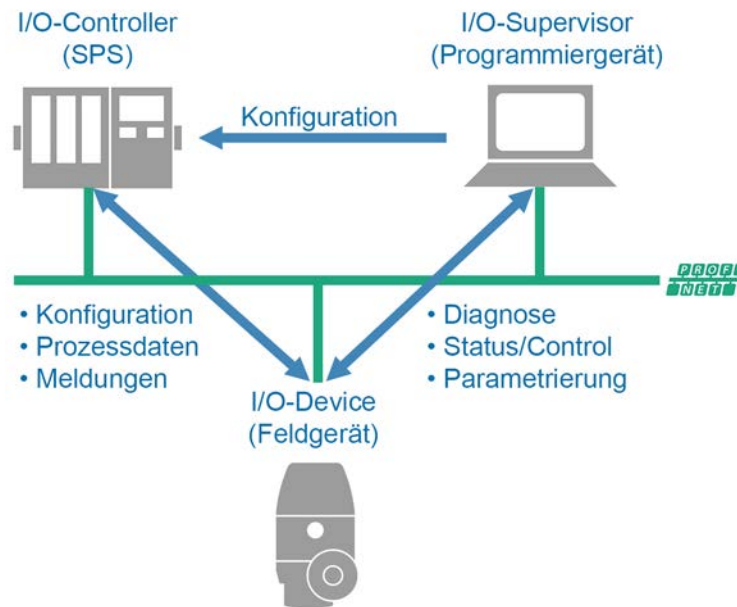 I/O-Controller
(SPS)
I/O-Supervisor
(Programmiergerät)
Konfiguration
PROFI
NET
• Konfiguration
• Prozessdaten
• Meldungen
• Diagnose
• Status/Control
• Parametrierung
I/O-Device
(Feldgerät)